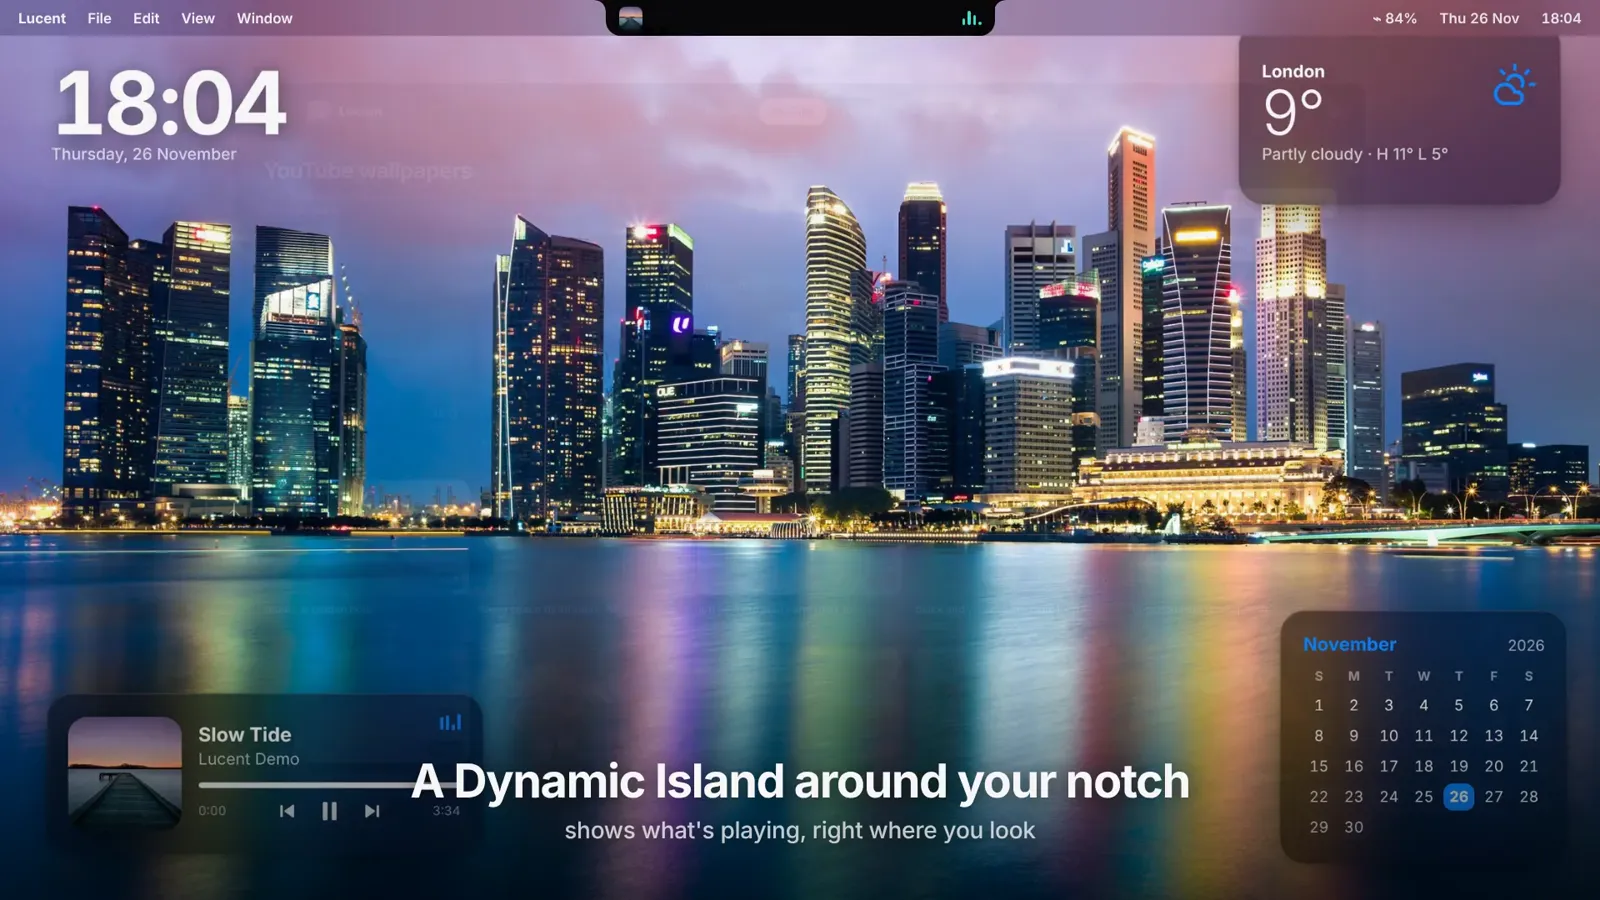 Lucent File Edit View Window
84% Thu 26 Nov 18:04
18:04
Thursday, 26 November
London
9°
Partly cloudy · H 11° L 5°
YouTube wallpapers
OUE
November 2026
S M T W T F S
1 2 3 4 5 6 7
8 9 10 11 12 13 14
15 16 17 18 19 20 21
22 23 24 25 26 27 28
29 30
Slow Tide
Lucent Demo
0:00 3:34
A Dynamic Island around your notch
shows what's playing, right where you look